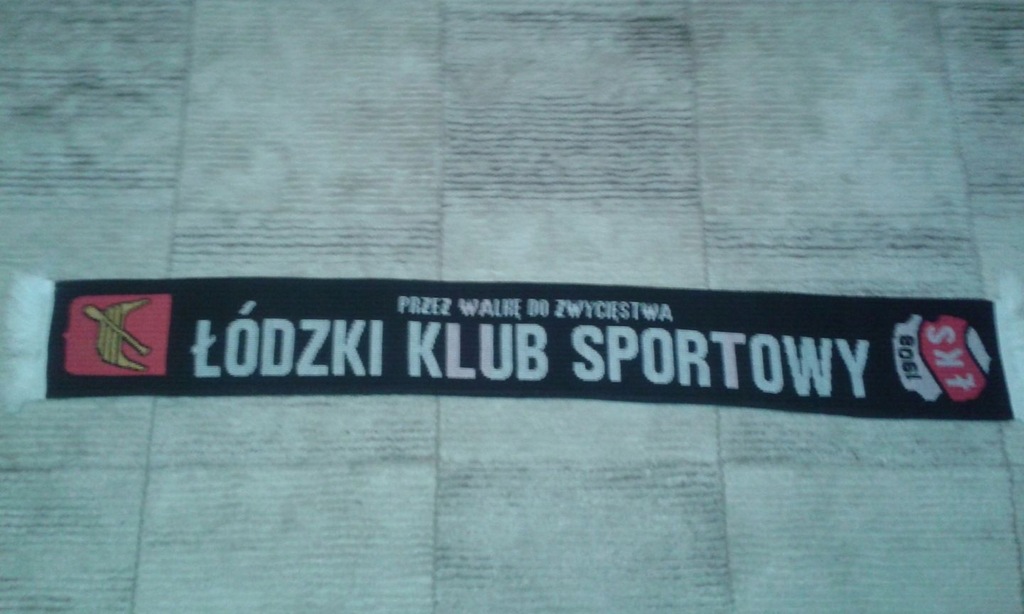 PRZEZ WALKĘ DO ZWYCIĘSTWA
ŁÓDZKI KLUB SPORTOWY
1908
ŁKS